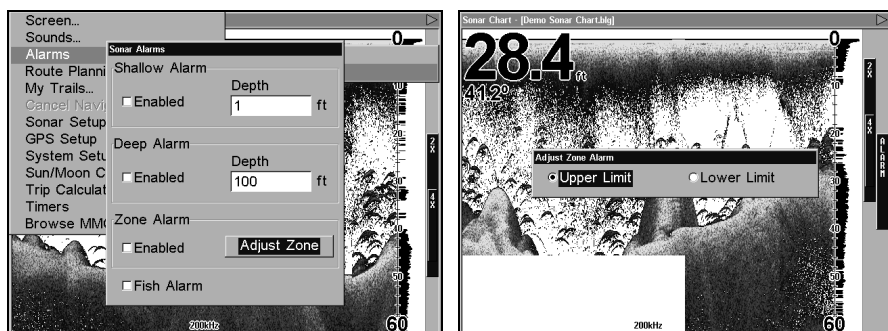 Screen...
Sounds...
Alarms
Route Planni
My Trails...
Cancel Navi
Sonar Setup
GPS Setup
System Setu
Sun/Moon C
Trip Calculat
Timers
Browse MMC
Sonar Alarms
Shallow Alarm
Enabled
Depth
1 ft
Deep Alarm
Enabled
Depth
100 ft
Zone Alarm
Enabled
Adjust Zone
Fish Alarm
0
10
20
30
40
50
60
2X
4X
200kHz
Sonar Chart - [Demo Sonar Chart.blg]
28.4 ft
41.2°
0
10
20
30
40
50
60
2X
4X
ALARM
Adjust Zone Alarm
Upper Limit
Lower Limit
200kHz